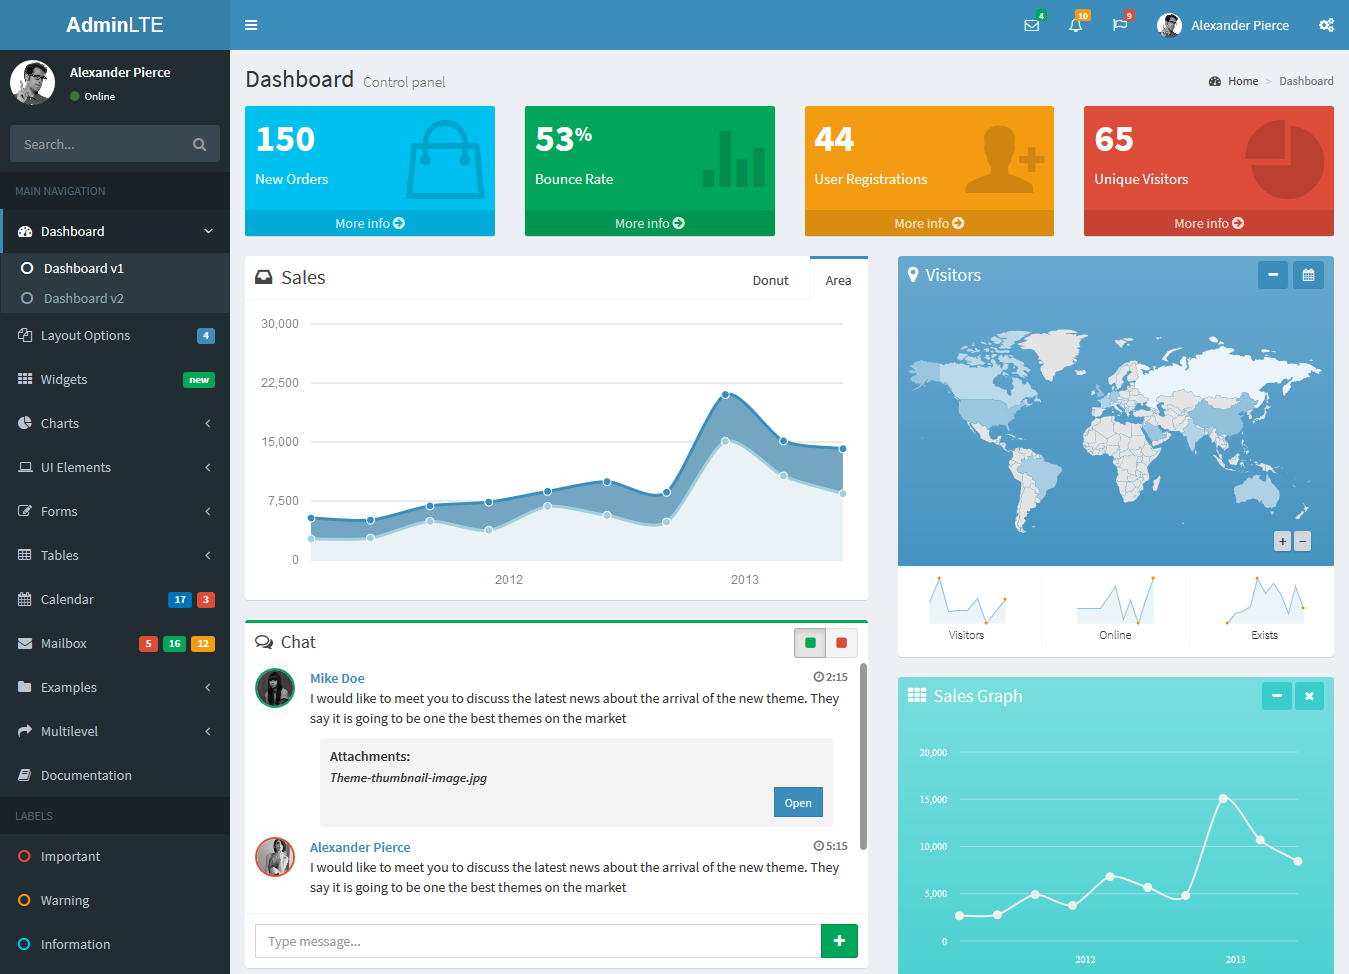 AdminLTE
4
10
9
Alexander Pierce
Alexander Pierce
Online
Search...
MAIN NAVIGATION
Dashboard
Dashboard v1
Dashboard v2
Layout Options 4
Widgets new
Charts
UI Elements
Forms
Tables
Calendar 17 3
Mailbox 5 16 12
Examples
Multilevel
Documentation
LABELS
Important
Warning
Information
Dashboard Control panel
Home > Dashboard
150
New Orders
More info
53%
Bounce Rate
More info
44
User Registrations
More info
65
Unique Visitors
More info
Sales
Donut Area
30,000
22,500
15,000
7,500
0
2012 2013
Chat
Mike Doe 2:15
I would like to meet you to discuss the latest news about the arrival of the new theme. They
say it is going to be one the best themes on the market
Attachments:
Theme-thumbnail-image.jpg
Open
Alexander Pierce 5:15
I would like to meet you to discuss the latest news about the arrival of the new theme. They
say it is going to be one the best themes on the market
Type message...
Visitors
+ −
Visitors Online Exists
Sales Graph
20,000
15,000
10,000
5,000
0
2012 2013